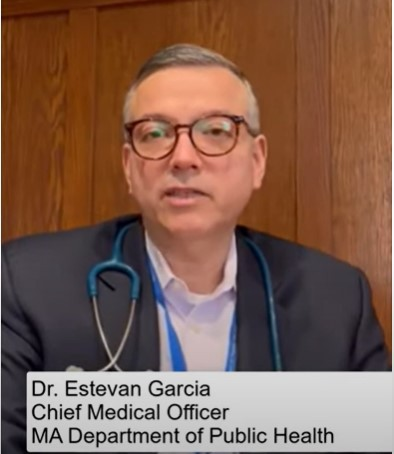 Dr. Estevan Garcia
Chief Medical Officer
MA Department of Public Health